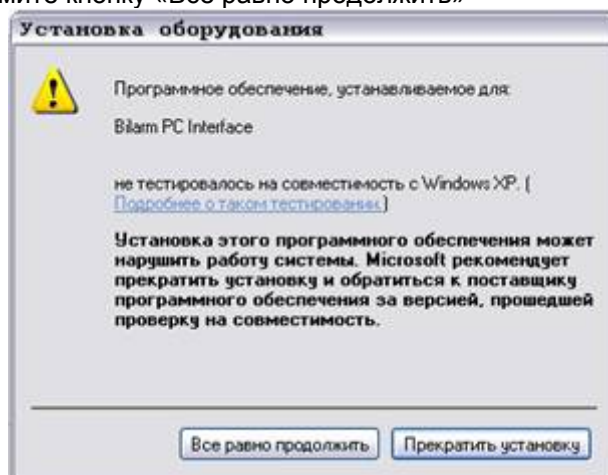 мите кнопку «Все равно продолжить»
Установка оборудования
Программное обеспечение, устанавливаемое для:
Bilarm PC Interface
не тестировалось на совместимость с Windows XP. (
Подробнее о таком тестировании.)
Установка этого программного обеспечения может
нарушить работу системы. Microsoft рекомендует
прекратить установку и обратиться к поставщику
программного обеспечения за версией, прошедшей
проверку на совместимость.
Все равно продолжить
Прекратить установку